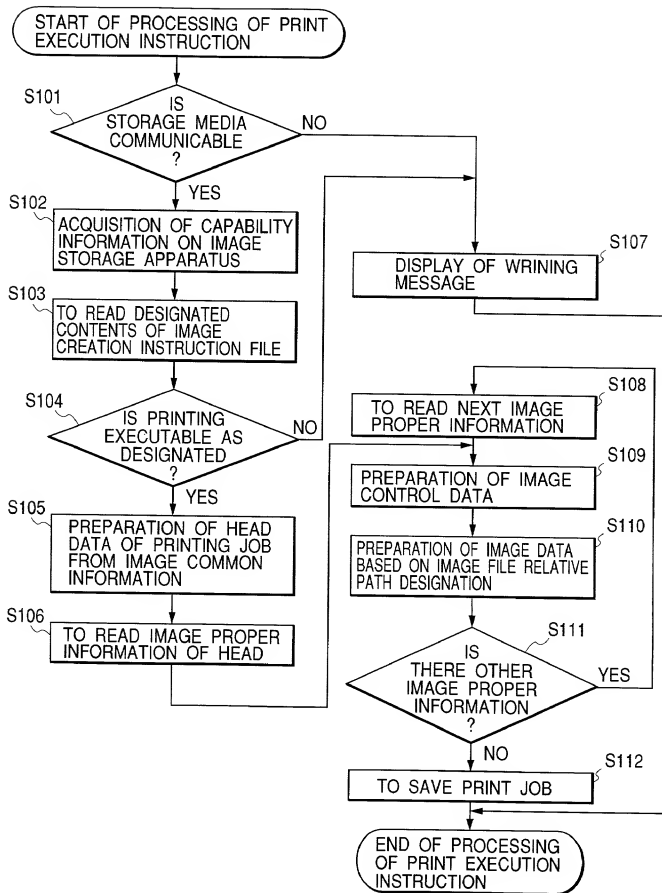 START OF PROCESSING OF PRINT
EXECUTION INSTRUCTION
S101
IS
STORAGE MEDIA
COMMUNICABLE
?
NO
YES
S102
ACQUISITION OF CAPABILITY
INFORMATION ON IMAGE
STORAGE APPARATUS
S103
TO READ DESIGNATED
CONTENTS OF IMAGE
CREATION INSTRUCTION FILE
S104
IS PRINTING
EXECUTABLE AS
DESIGNATED
?
NO
YES
S105
PREPARATION OF HEAD
DATA OF PRINTING JOB
FROM IMAGE COMMON
INFORMATION
S106
TO READ IMAGE PROPER
INFORMATION OF HEAD
S107
DISPLAY OF WRINING
MESSAGE
S108
TO READ NEXT IMAGE
PROPER INFORMATION
S109
PREPARATION OF IMAGE
CONTROL DATA
S110
PREPARATION OF IMAGE DATA
BASED ON IMAGE FILE RELATIVE
PATH DESIGNATION
S111
IS
THERE OTHER
IMAGE PROPER
INFORMATION
?
YES
NO
S112
TO SAVE PRINT JOB
END OF PROCESSING
OF PRINT EXECUTION
INSTRUCTION